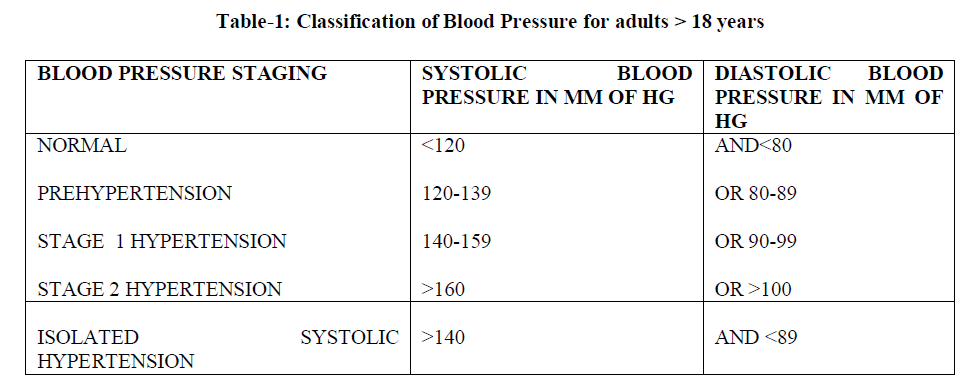 Table-1: Classification of Blood Pressure for adults > 18 years
BLOOD PRESSURE STAGING SYSTOLIC BLOOD PRESSURE IN MM OF HG DIASTOLIC BLOOD PRESSURE IN MM OF HG
NORMAL <120 AND<80
PREHYPERTENSION 120-139 OR 80-89
STAGE 1 HYPERTENSION 140-159 OR 90-99
STAGE 2 HYPERTENSION >160 OR >100
ISOLATED SYSTOLIC HYPERTENSION >140 AND <89